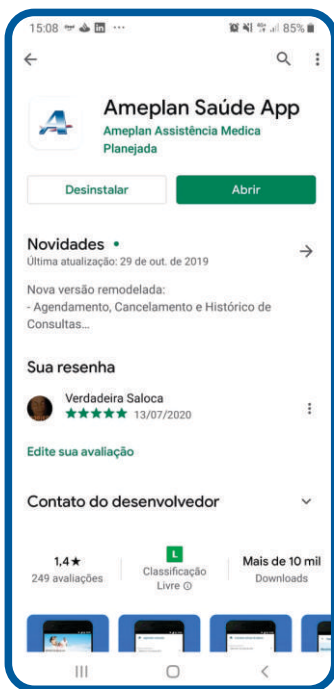 15:08 ... 85%
←
Ameplan Saúde App
Ameplan Assistência Medica
Planejada
Desinstalar Abrir
Novidades •
Última atualização: 29 de out. de 2019
Nova versão remodelada:
- Agendamento, Cancelamento e Histórico de
Consultas...
Sua resenha
Verdadeira Saloca
★★★★★ 13/07/2020
Edite sua avaliação
Contato do desenvolvedor
1,4★ L Mais de 10 mil
249 avaliações Classificação Downloads
Livre